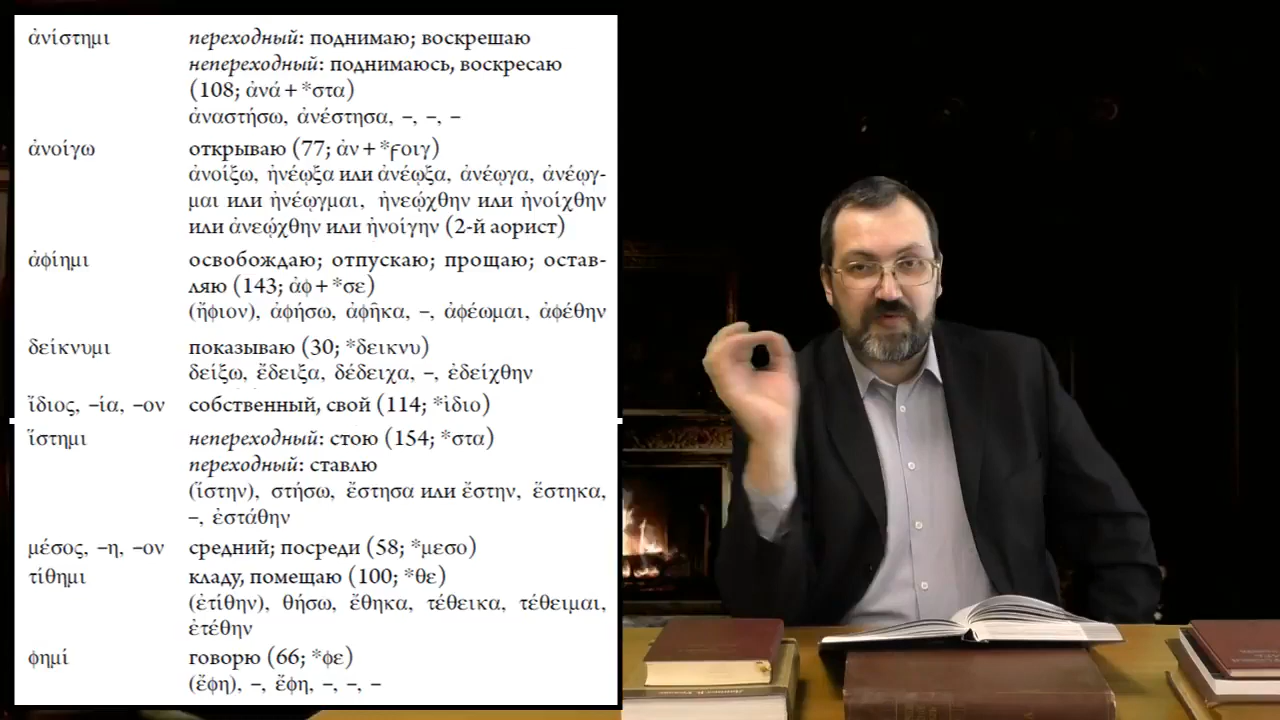 ἀνίστημι переходный: поднимаю; воскрешаю
непереходный: поднимаюсь, воскресаю
(108; ἀνά + *στα)
ἀναστήσω, ἀνέστησα, –, –, –
ἀνοίγω открываю (77; ἀν + *ϝοιγ)
ἀνοίξω, ἠνέῳξα или ἀνέῳξα, ἀνέῳγα, ἀνέῳγ-
μαι или ἠνέῳγμαι, ἠνεῴχθην или ἠνοίχθην
или ἀνεῴχθην или ἠνοίγην (2-й аорист)
ἀφίημι освобождаю; отпускаю; прощаю; остав-
ляю (143; ἀφ + *σε)
(ἤφιον), ἀφήσω, ἀφῆκα, –, ἀφέωμαι, ἀφέθην
δείκνυμι показываю (30; *δεικνυ)
δείξω, ἔδειξα, δέδειχα, –, ἐδείχθην
ἴδιος, –ία, –ον собственный, свой (114; *ἰδιο)
ἵστημι непереходный: стою (154; *στα)
переходный: ставлю
(ἵστην), στήσω, ἔστησα или ἔστην, ἕστηκα,
–, ἐστάθην
μέσος, –η, –ον средний; посреди (58; *μεσο)
τίθημι кладу, помещаю (100; *θε)
(ἐτίθην), θήσω, ἔθηκα, τέθεικα, τέθειμαι,
ἐτέθην
φημί говорю (66; *φε)
(ἔφη), –, ἔφη, –, –, –